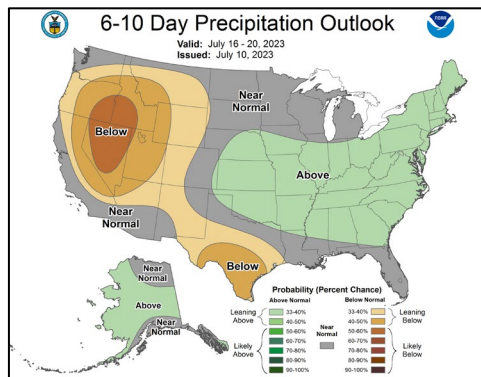 6-10 Day Precipitation Outlook
NOAA
Valid: July 16 - 20, 2023
Issued: July 10, 2023
Near
Normal
Below
Above
Near
Normal
Below
Near
Normal
Above
Near
Normal
Probability (Percent Chance)
Above Normal Below Normal
Leaning
Above
33-40% 33-40%
40-50% 40-50%
Leaning
Below
50-60% 50-60%
Likely
Above
60-70% Near
Normal 60-70%
70-80% 70-80%
Likely
Below
80-90% 80-90%
90-100% 90-100%